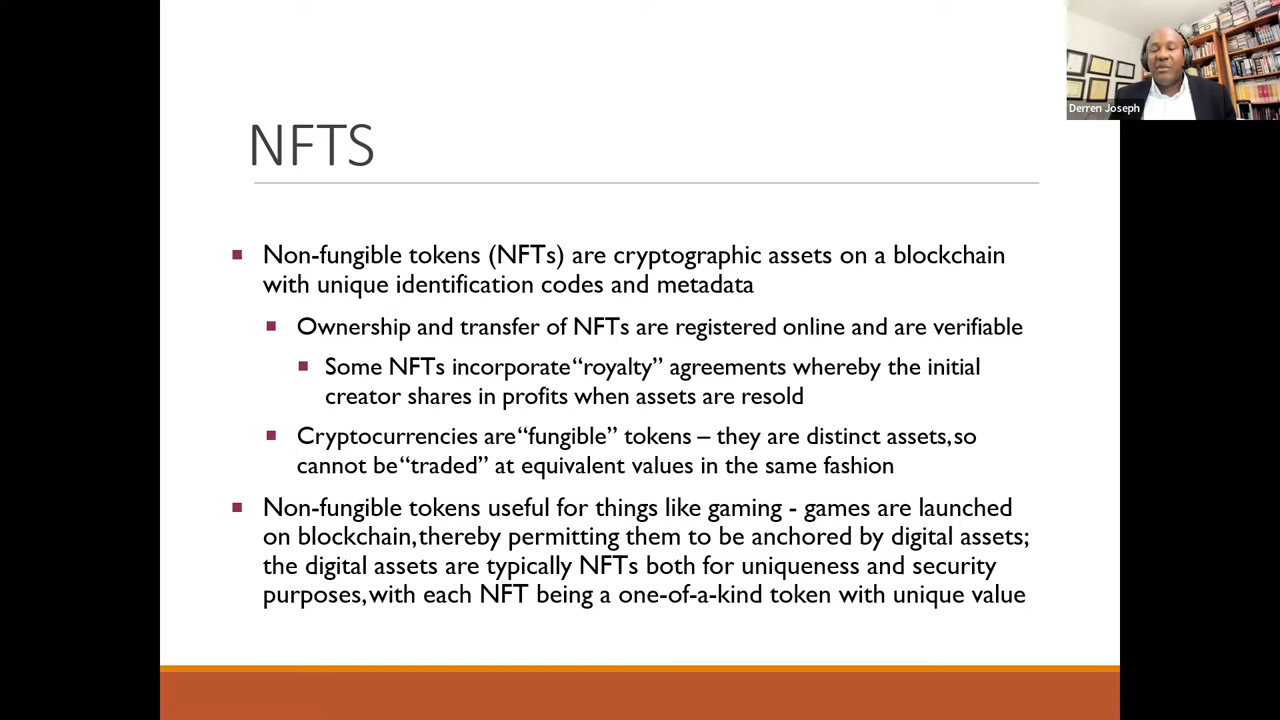 Derren Joseph
NFTS
Non-fungible tokens (NFTs) are cryptographic assets on a blockchain
with unique identification codes and metadata
Ownership and transfer of NFTs are registered online and are verifiable
Some NFTs incorporate “royalty” agreements whereby the initial
creator shares in profits when assets are resold
Cryptocurrencies are “fungible” tokens – they are distinct assets, so
cannot be “traded” at equivalent values in the same fashion
Non-fungible tokens useful for things like gaming - games are launched
on blockchain, thereby permitting them to be anchored by digital assets;
the digital assets are typically NFTs both for uniqueness and security
purposes, with each NFT being a one-of-a-kind token with unique value